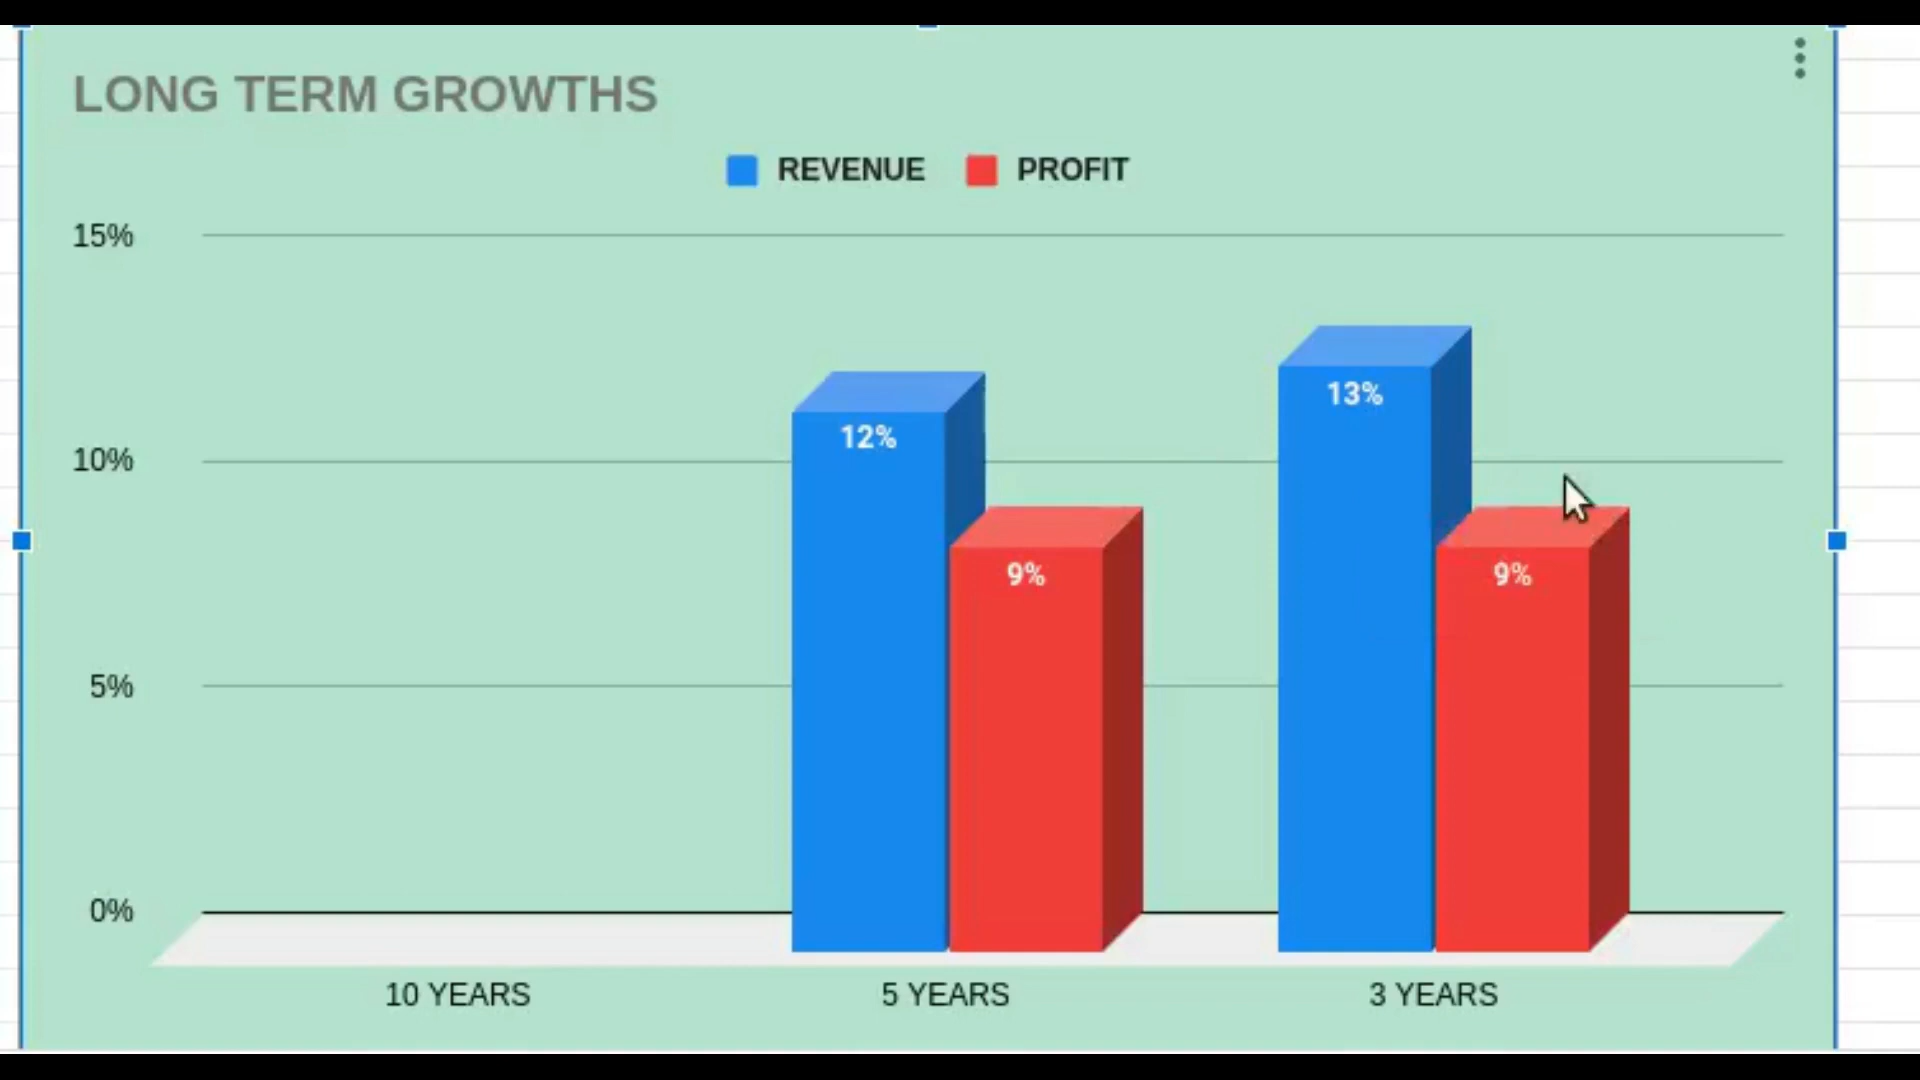 LONG TERM GROWTHS
REVENUE PROFIT
15%
13%
12%
10%
9% 9%
5%
0%
10 YEARS 5 YEARS 3 YEARS